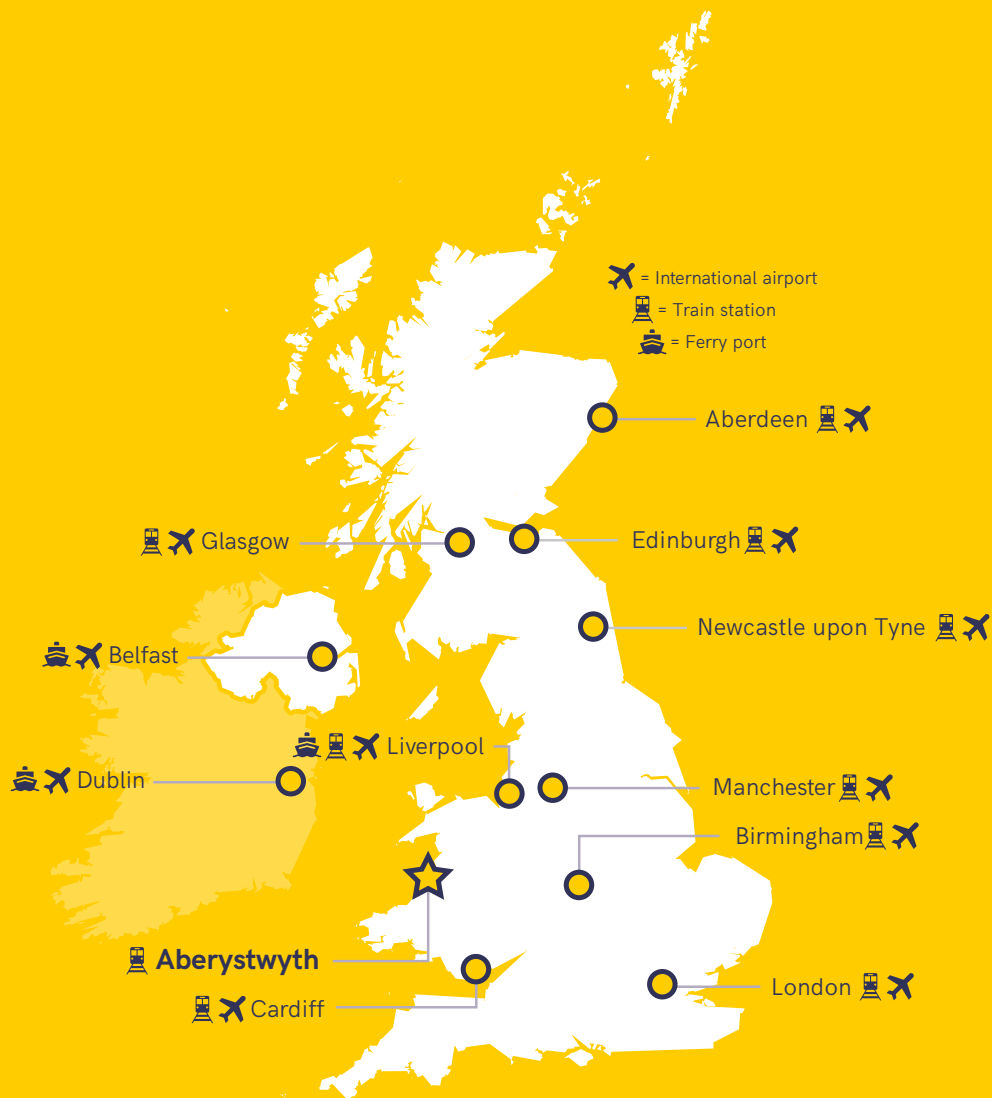 = International airport
= Train station
= Ferry port
Aberdeen
Glasgow
Edinburgh
Newcastle upon Tyne
Belfast
Liverpool
Dublin
Manchester
Birmingham
Aberystwyth
London
Cardiff